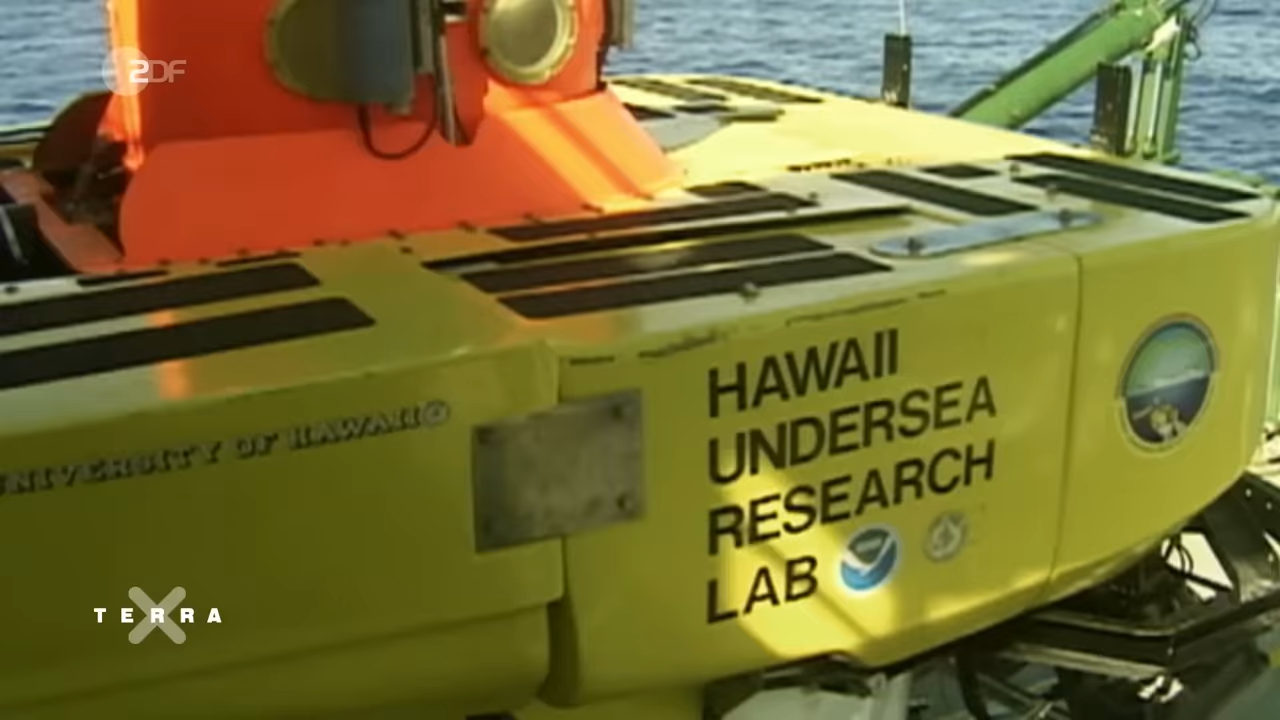 2DF
UNIVERSITY OF HAWAII
HAWAII
UNDERSEA
RESEARCH
LAB
TERRA X